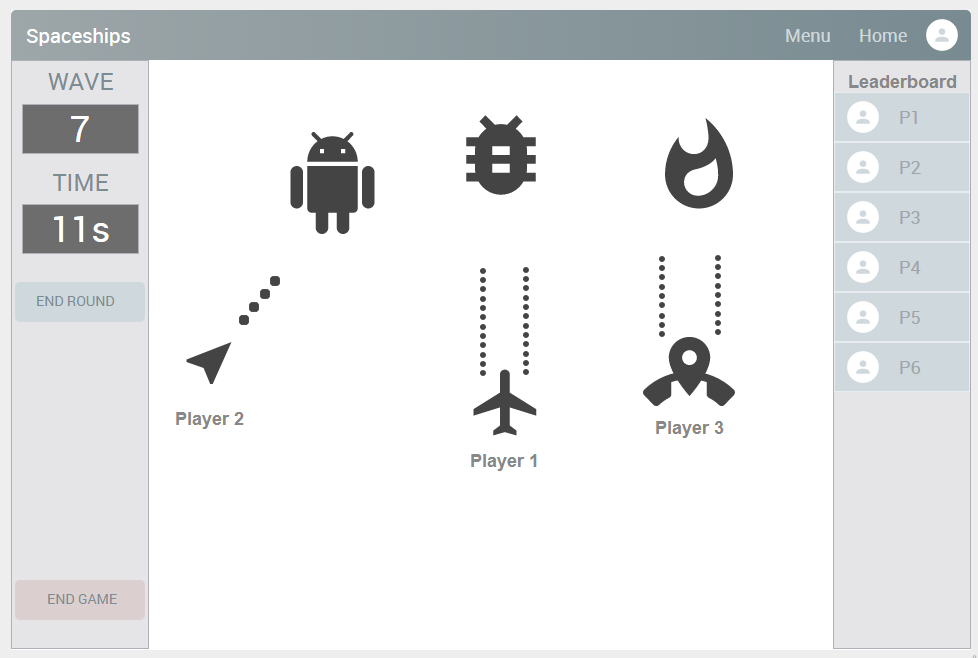 Spaceships
Menu
Home
WAVE
7
TIME
11s
END ROUND
END GAME
Player 2
Player 1
Player 3
Leaderboard
P1
P2
P3
P4
P5
P6